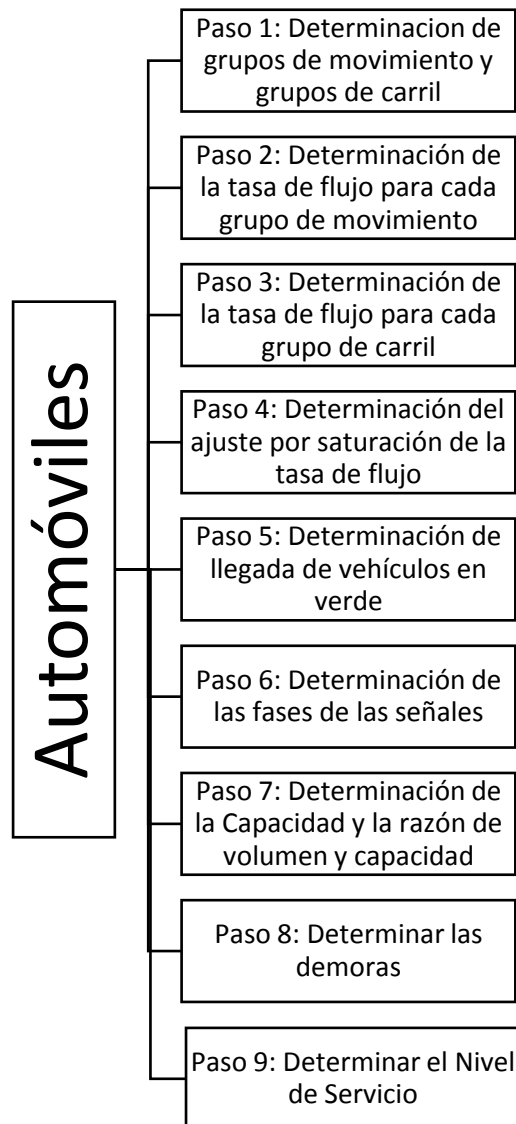 Automóviles
Paso 1: Determinacion de
grupos de movimiento y
grupos de carril
Paso 2: Determinación de
la tasa de flujo para cada
grupo de movimiento
Paso 3: Determinación de
la tasa de flujo para cada
grupo de carril
Paso 4: Determinación del
ajuste por saturación de la
tasa de flujo
Paso 5: Determinación de
llegada de vehículos en
verde
Paso 6: Determinación de
las fases de las señales
Paso 7: Determinación de
la Capacidad y la razón de
volumen y capacidad
Paso 8: Determinar las
demoras
Paso 9: Determinar el Nivel
de Servicio